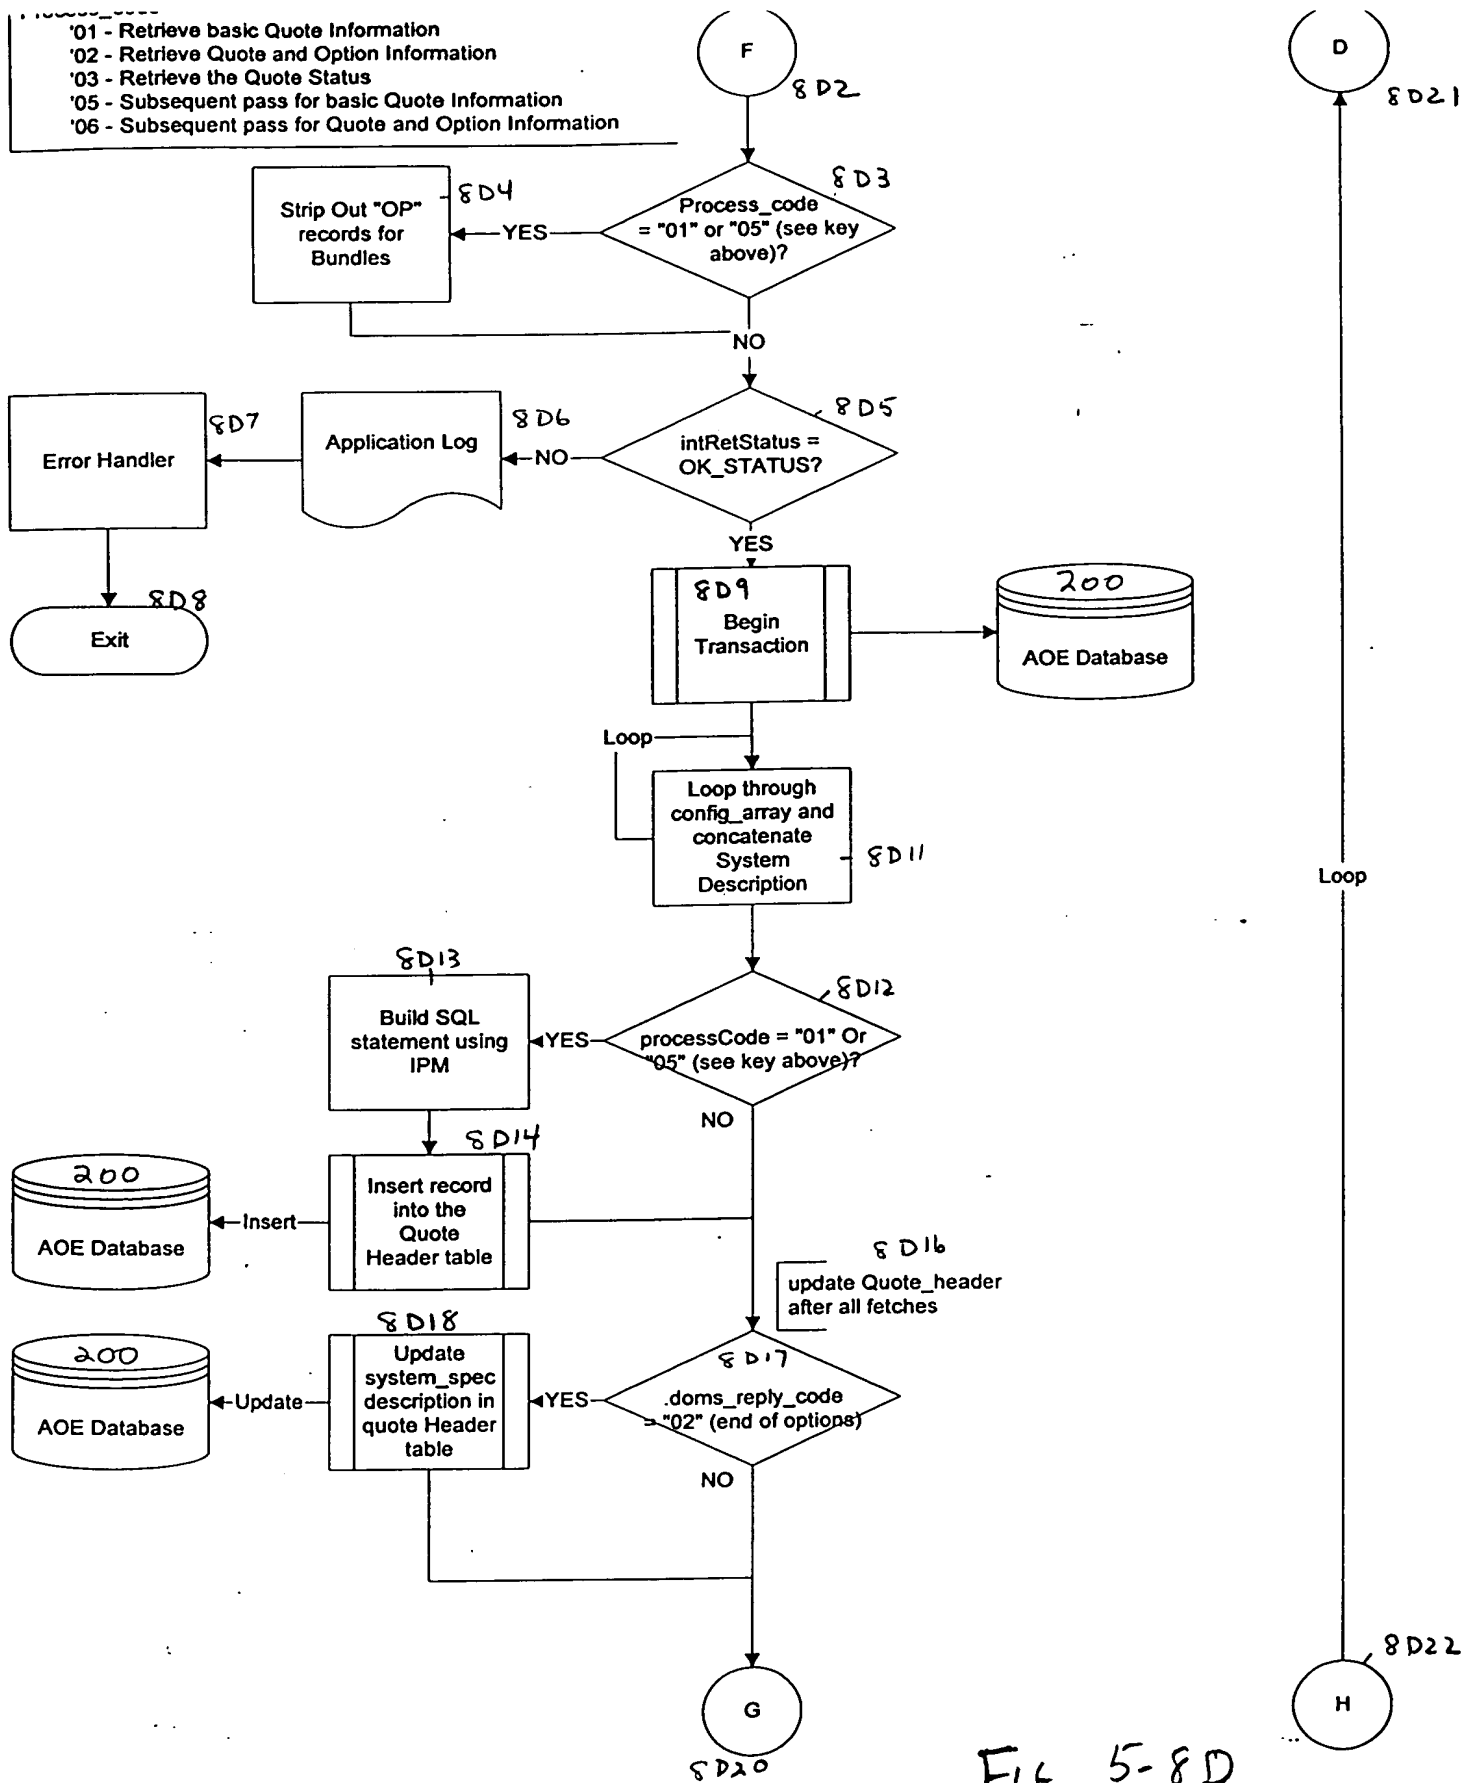 '01 - Retrieve basic Quote Information
'02 - Retrieve Quote and Option Information
'03 - Retrieve the Quote Status
'05 - Subsequent pass for basic Quote Information
'06 - Subsequent pass for Quote and Option Information
F
8D2
D
8D21
8D3
Process_code
= "01" or "05" (see key
above)?
YES
8D4
Strip Out "OP"
records for
Bundles
NO
8D5
intRetStatus =
OK_STATUS?
NO
8D6
Application Log
8D7
Error Handler
8D8
Exit
YES
8D9
Begin
Transaction
200
AOE Database
Loop
Loop through
config_array and
concatenate
System
Description
8D11
Loop
8D12
processCode = "01" Or
"05" (see key above)?
YES
8D13
Build SQL
statement using
IPM
NO
8D14
Insert record
into the
Quote
Header table
Insert
200
AOE Database
8D16
update Quote_header
after all fetches
8D17
.doms_reply_code
= "02" (end of options)
YES
8D18
Update
system_spec
description in
quote Header
table
Update
200
AOE Database
NO
G
8D20
8D22
H
FIG 5-8D